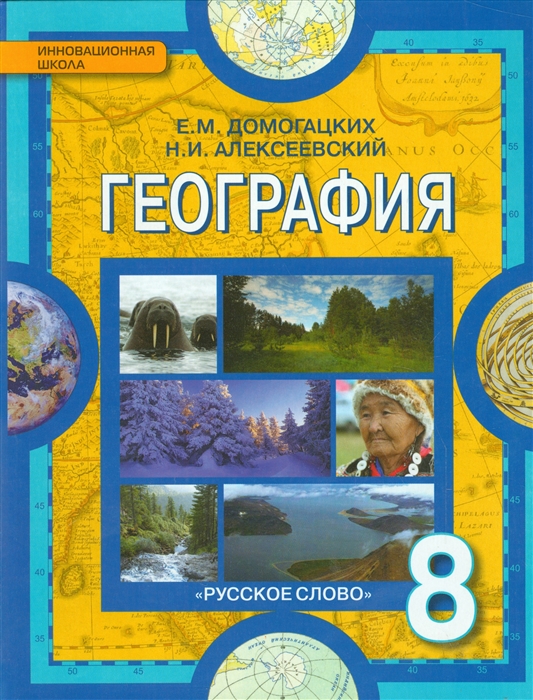 ИННОВАЦИОННАЯ
ШКОЛА
Е.М. ДОМОГАЦКИХ
Н.И. АЛЕКСЕЕВСКИЙ
ГЕОГРАФИЯ
«РУССКОЕ СЛОВО»
8